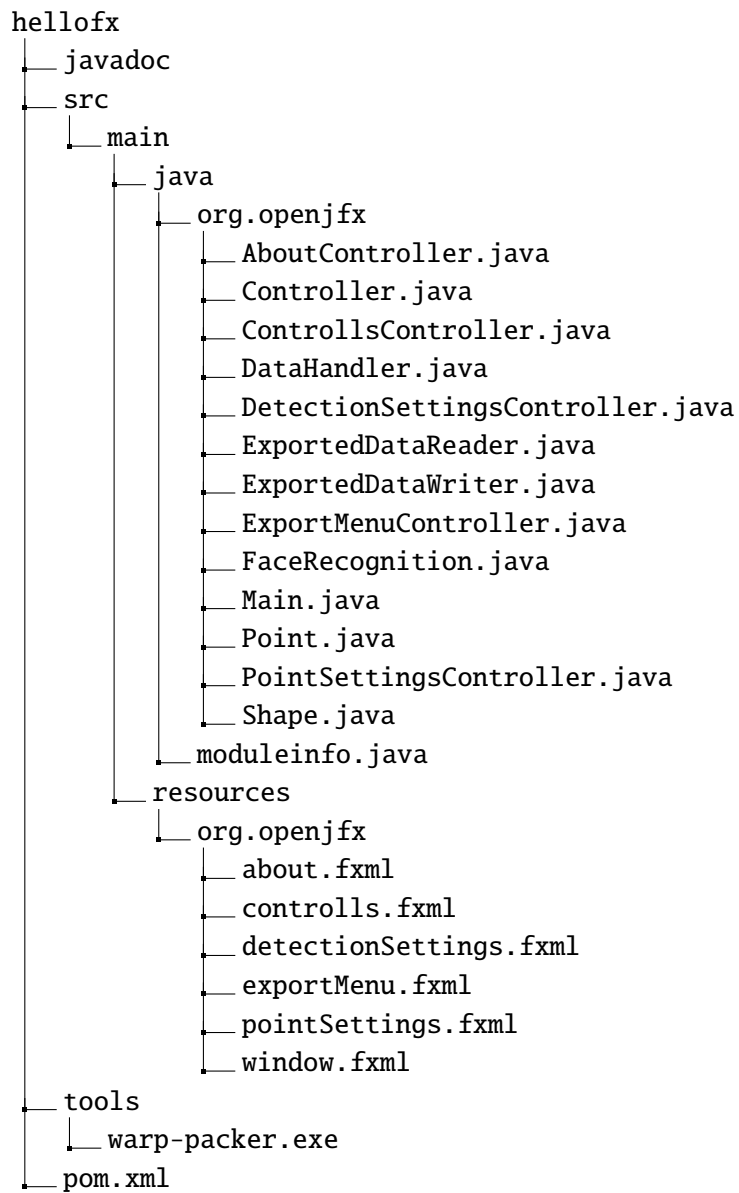 hellofx
javadoc
src
main
java
org.openjfx
AboutController.java
Controller.java
ControllsController.java
DataHandler.java
DetectionSettingsController.java
ExportedDataReader.java
ExportedDataWriter.java
ExportMenuController.java
FaceRecognition.java
Main.java
Point.java
PointSettingsController.java
Shape.java
moduleinfo.java
resources
org.openjfx
about.fxml
controlls.fxml
detectionSettings.fxml
exportMenu.fxml
pointSettings.fxml
window.fxml
tools
warp-packer.exe
pom.xml